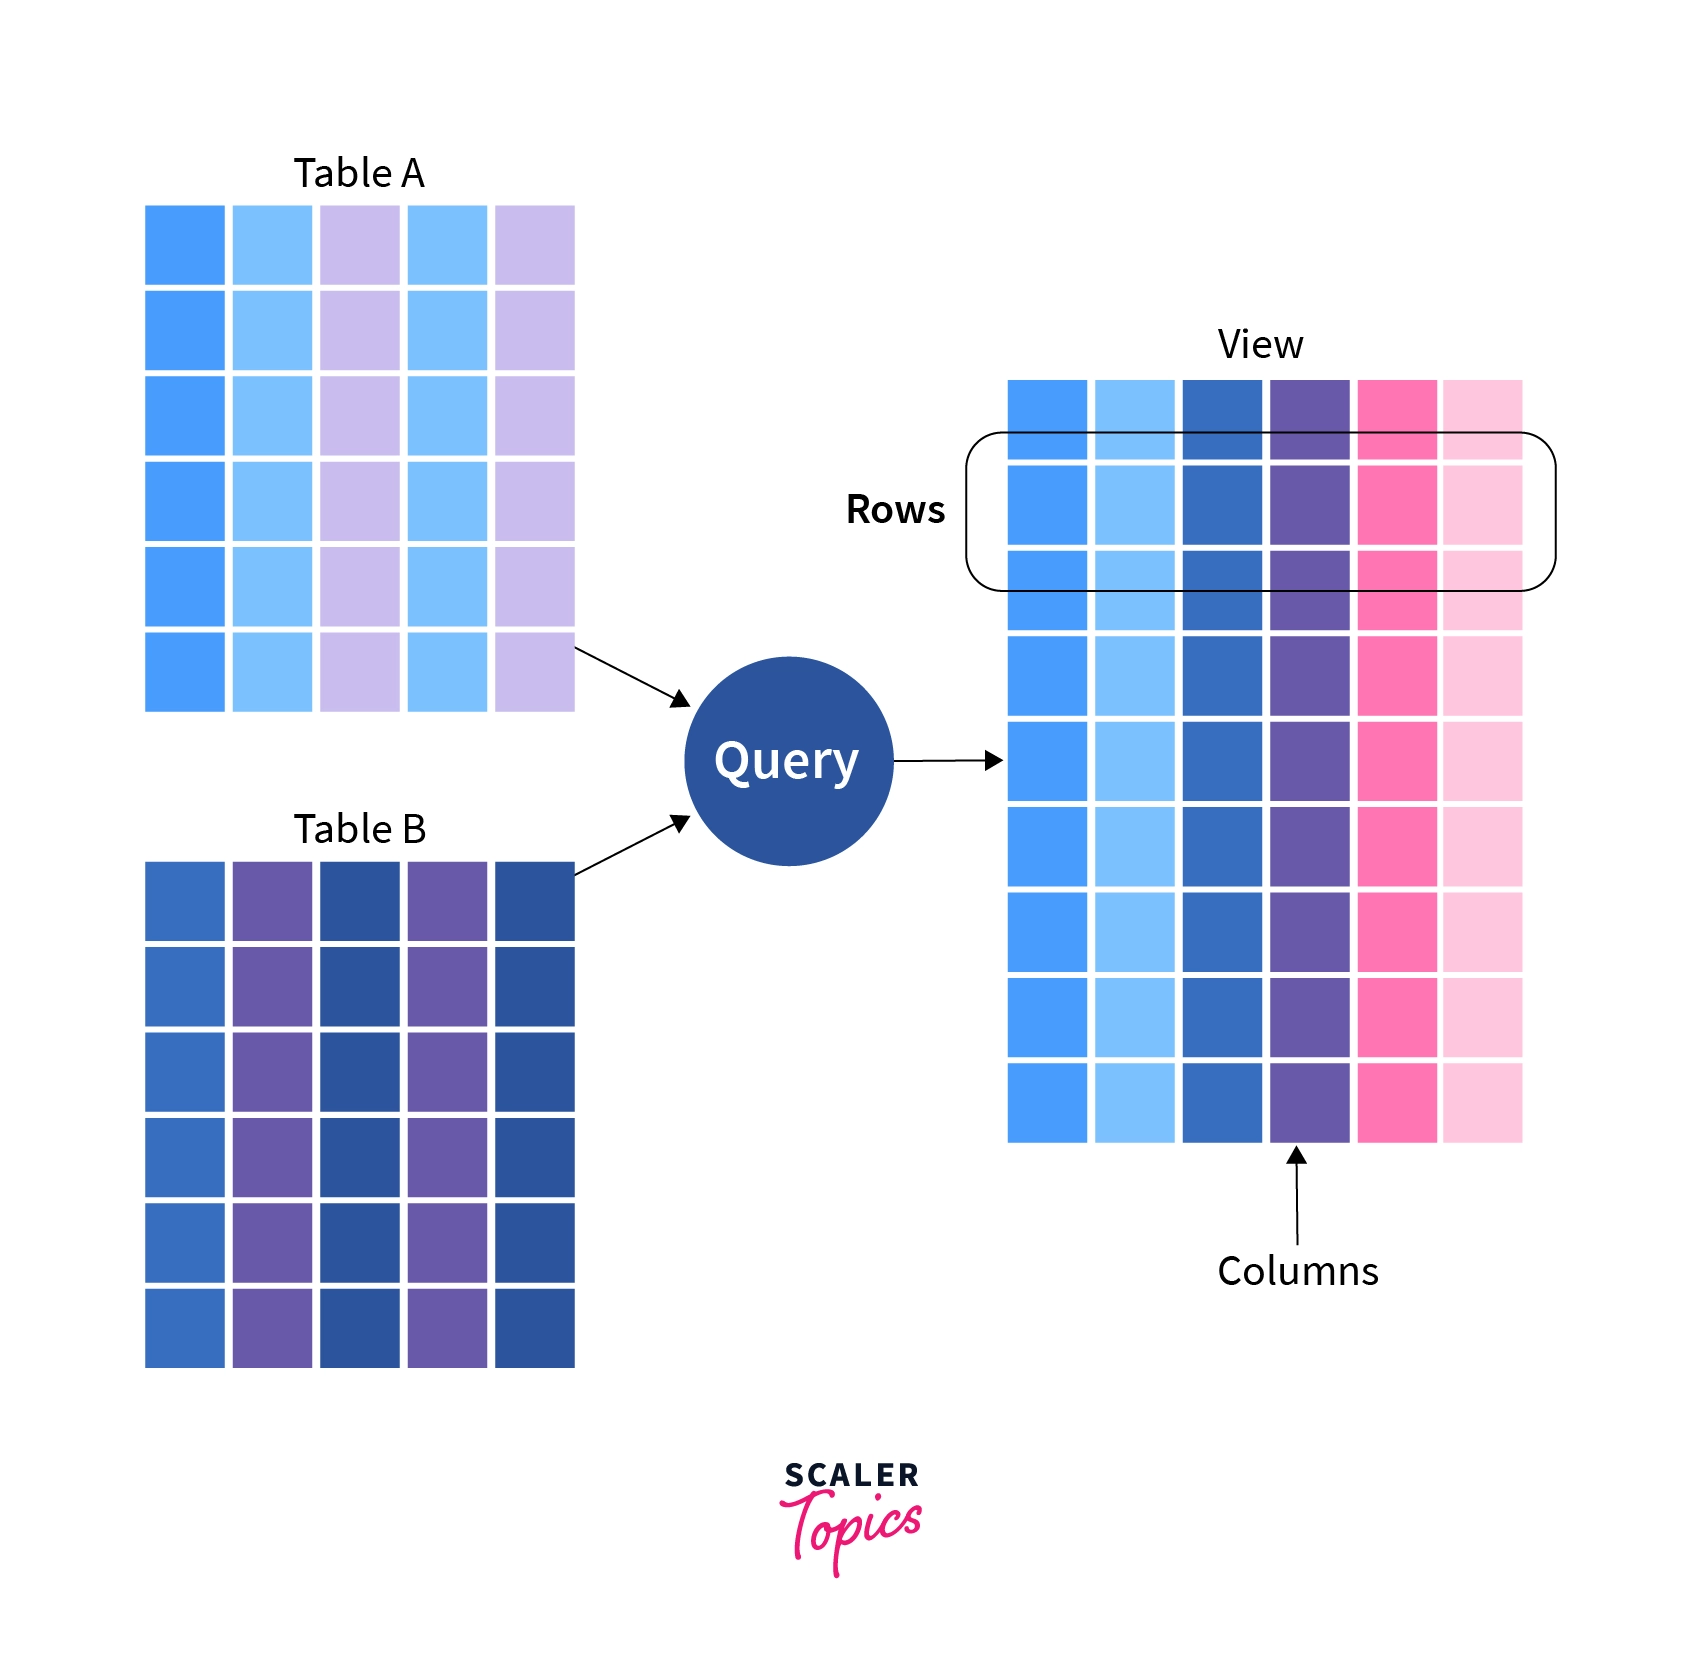 Table A
View
Rows
Query
Table B
Columns
SCALER
Topics